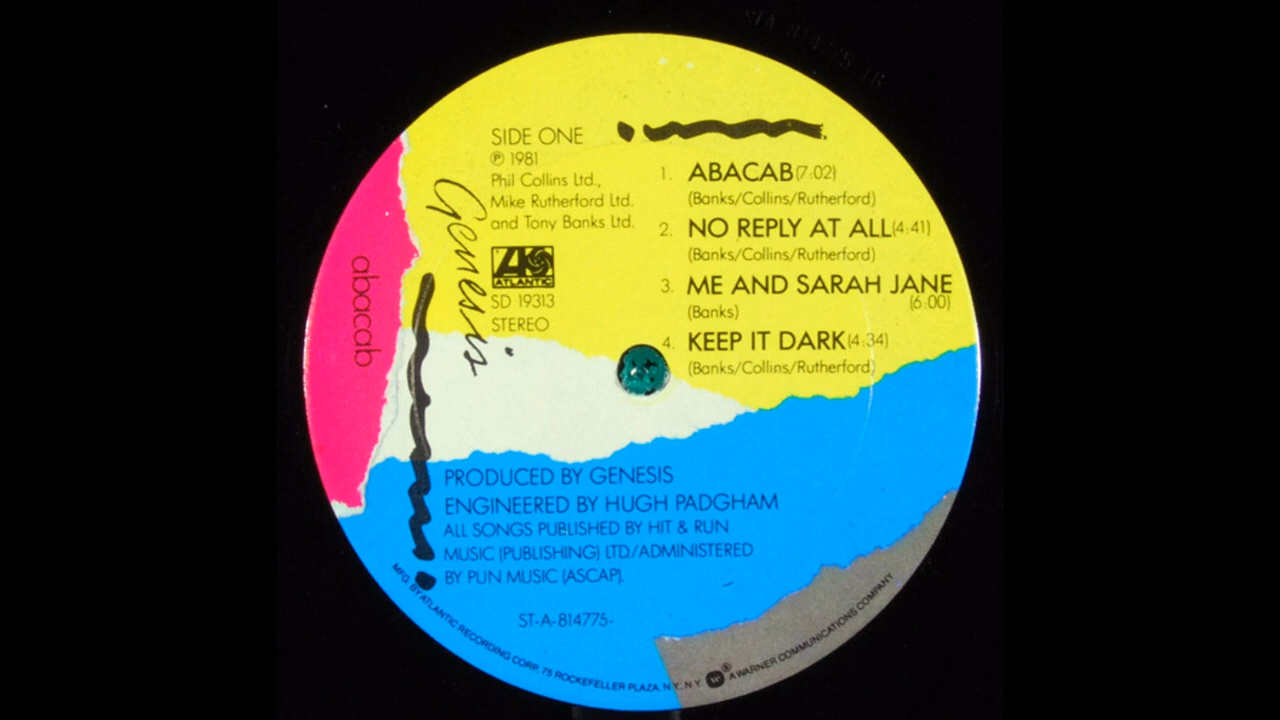 SIDE ONE
℗ 1981
Phil Collins Ltd.,
Mike Rutherford Ltd.
and Tony Banks Ltd.
ATLANTIC
SD 19313
STEREO
Genesis
abacab
1. ABACAB (7:02)
(Banks/Collins/Rutherford)
2. NO REPLY AT ALL (4:41)
(Banks/Collins/Rutherford)
3. ME AND SARAH JANE
(6:00)
(Banks)
4. KEEP IT DARK (4:34)
(Banks/Collins/Rutherford)
PRODUCED BY GENESIS
ENGINEERED BY HUGH PADGHAM
ALL SONGS PUBLISHED BY HIT & RUN
MUSIC (PUBLISHING) LTD./ADMINISTERED
BY PUN MUSIC (ASCAP).
ST-A-814775-
MFG. BY ATLANTIC RECORDING CORP., 75 ROCKEFELLER PLAZA, N.Y., N.Y. ® A WARNER COMMUNICATIONS COMPANY